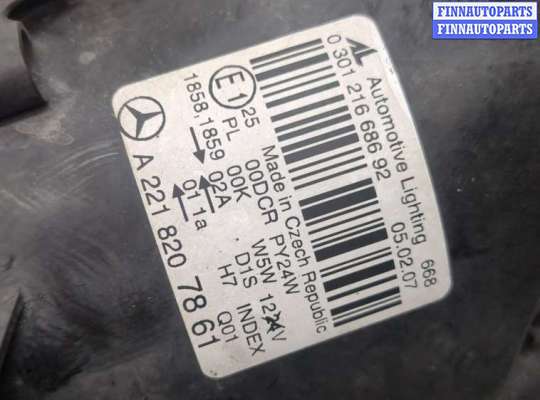 FINNAUTOPARTS
FINNAUTOPARTS
Automotive Lighting 668
0 301 216 686 92 05.02.07
Made in Czech Republic
E1 25 PL 00DCR PY24W
1858,1859 00K W5W 12V
02A D1S INDEX
01 1a H7 Q01
A 221 820 78 61